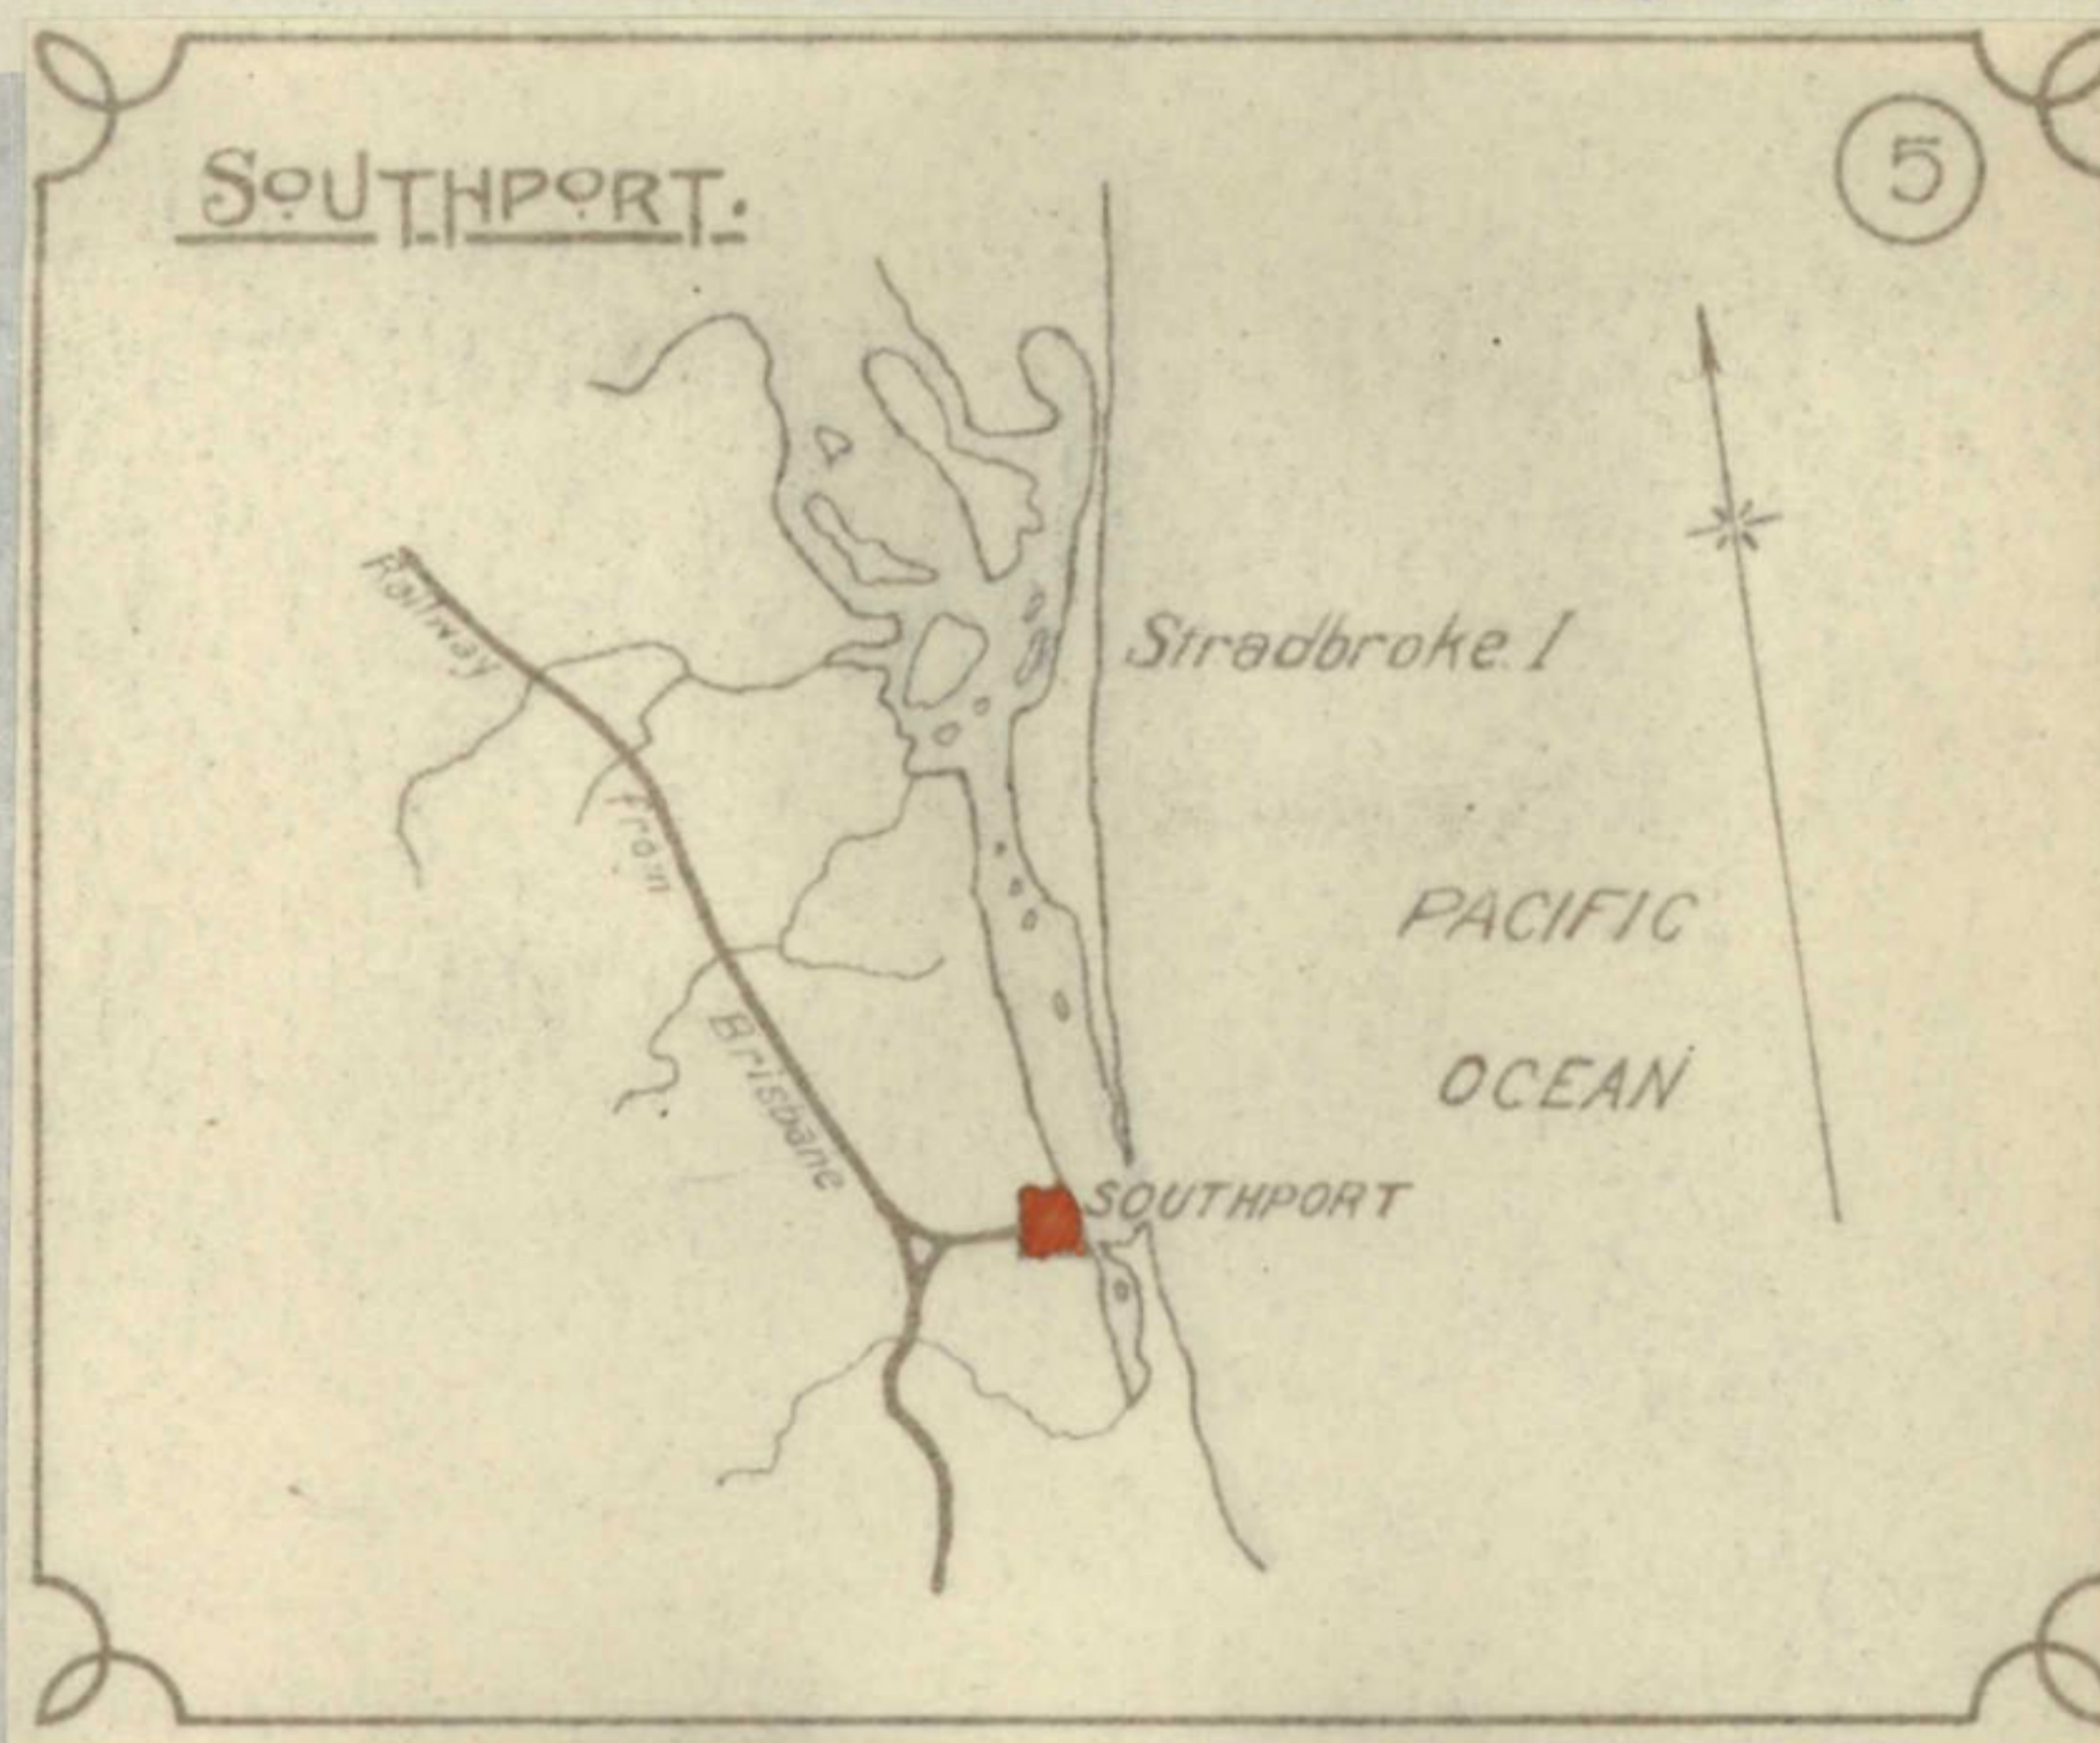 SOUTHPORT.
5
Railway
from
Brisbane
Stradbroke. I
PACIFIC
OCEAN
SOUTHPORT